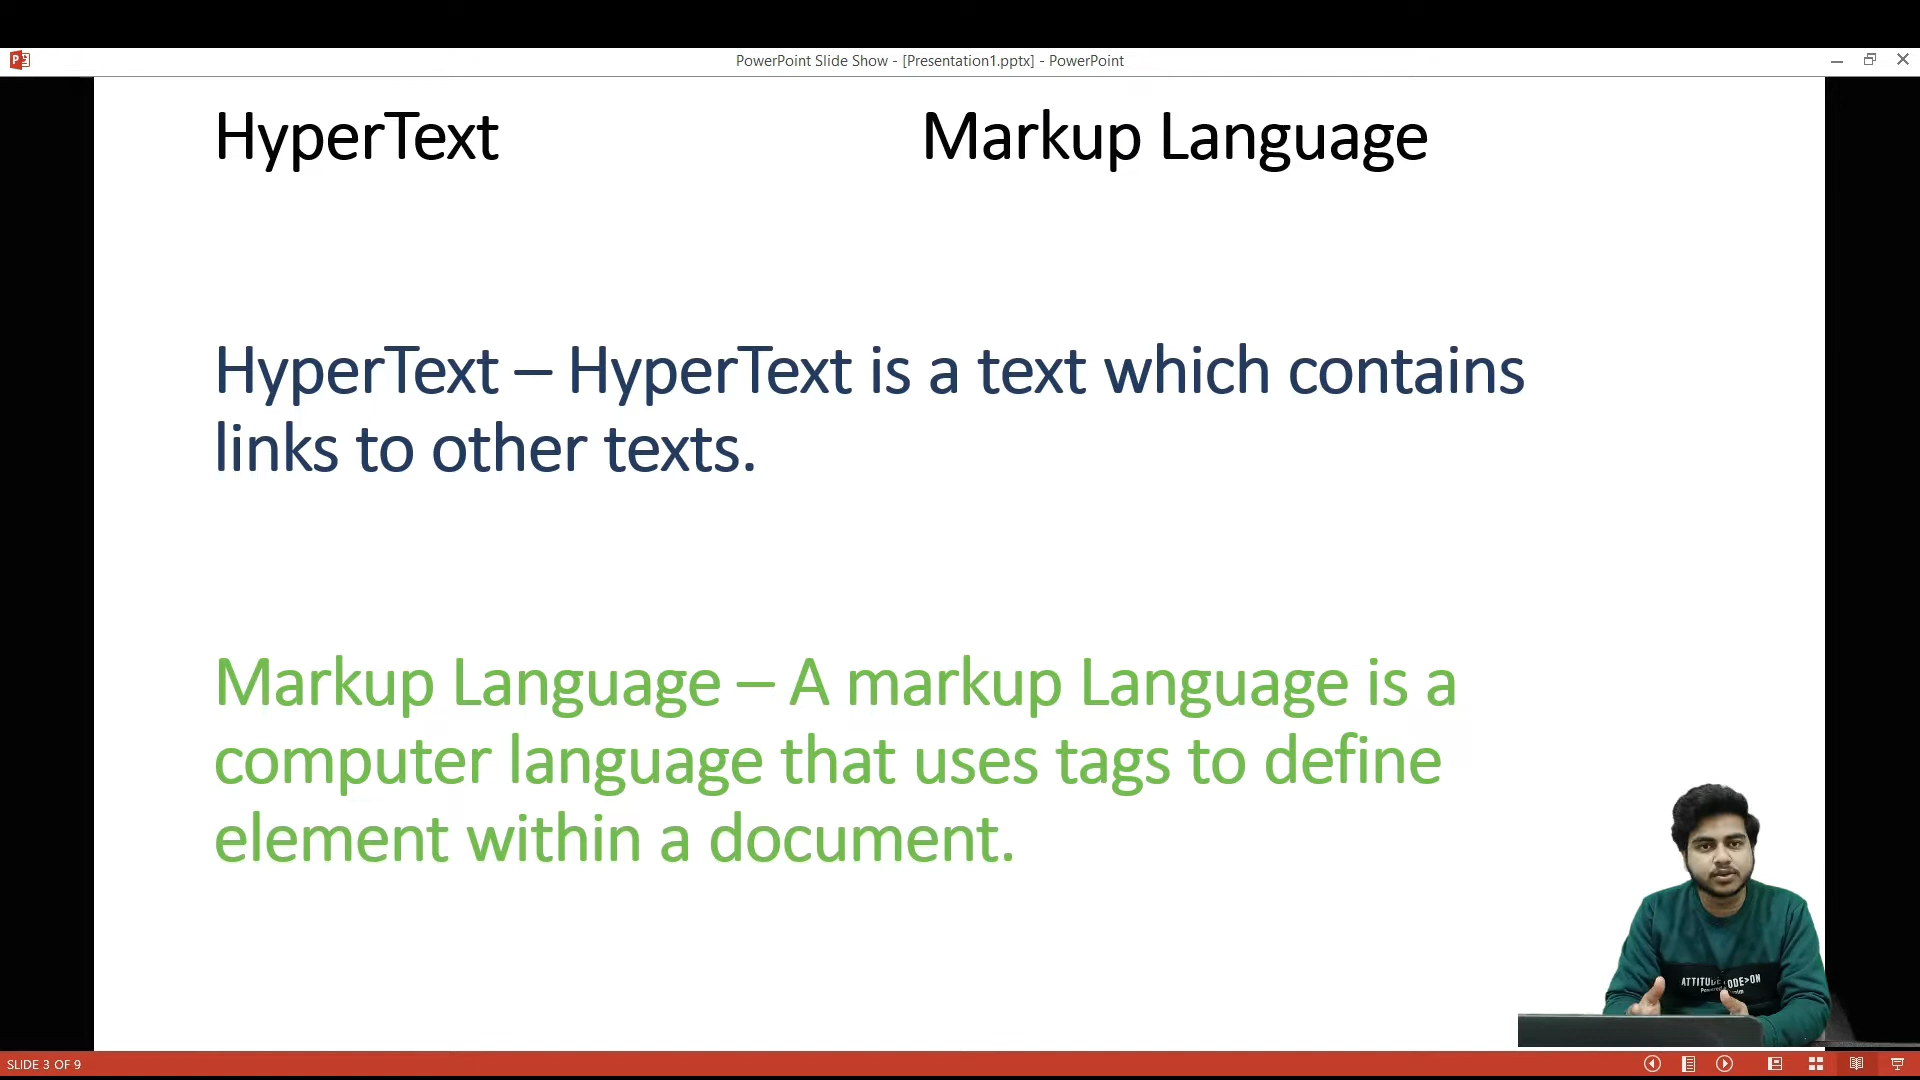 PowerPoint Slide Show - [Presentation1.pptx] - PowerPoint
HyperText
Markup Language
HyperText – HyperText is a text which contains
links to other texts.
Markup Language – A markup Language is a
computer language that uses tags to define
element within a document.
SLIDE 3 OF 9